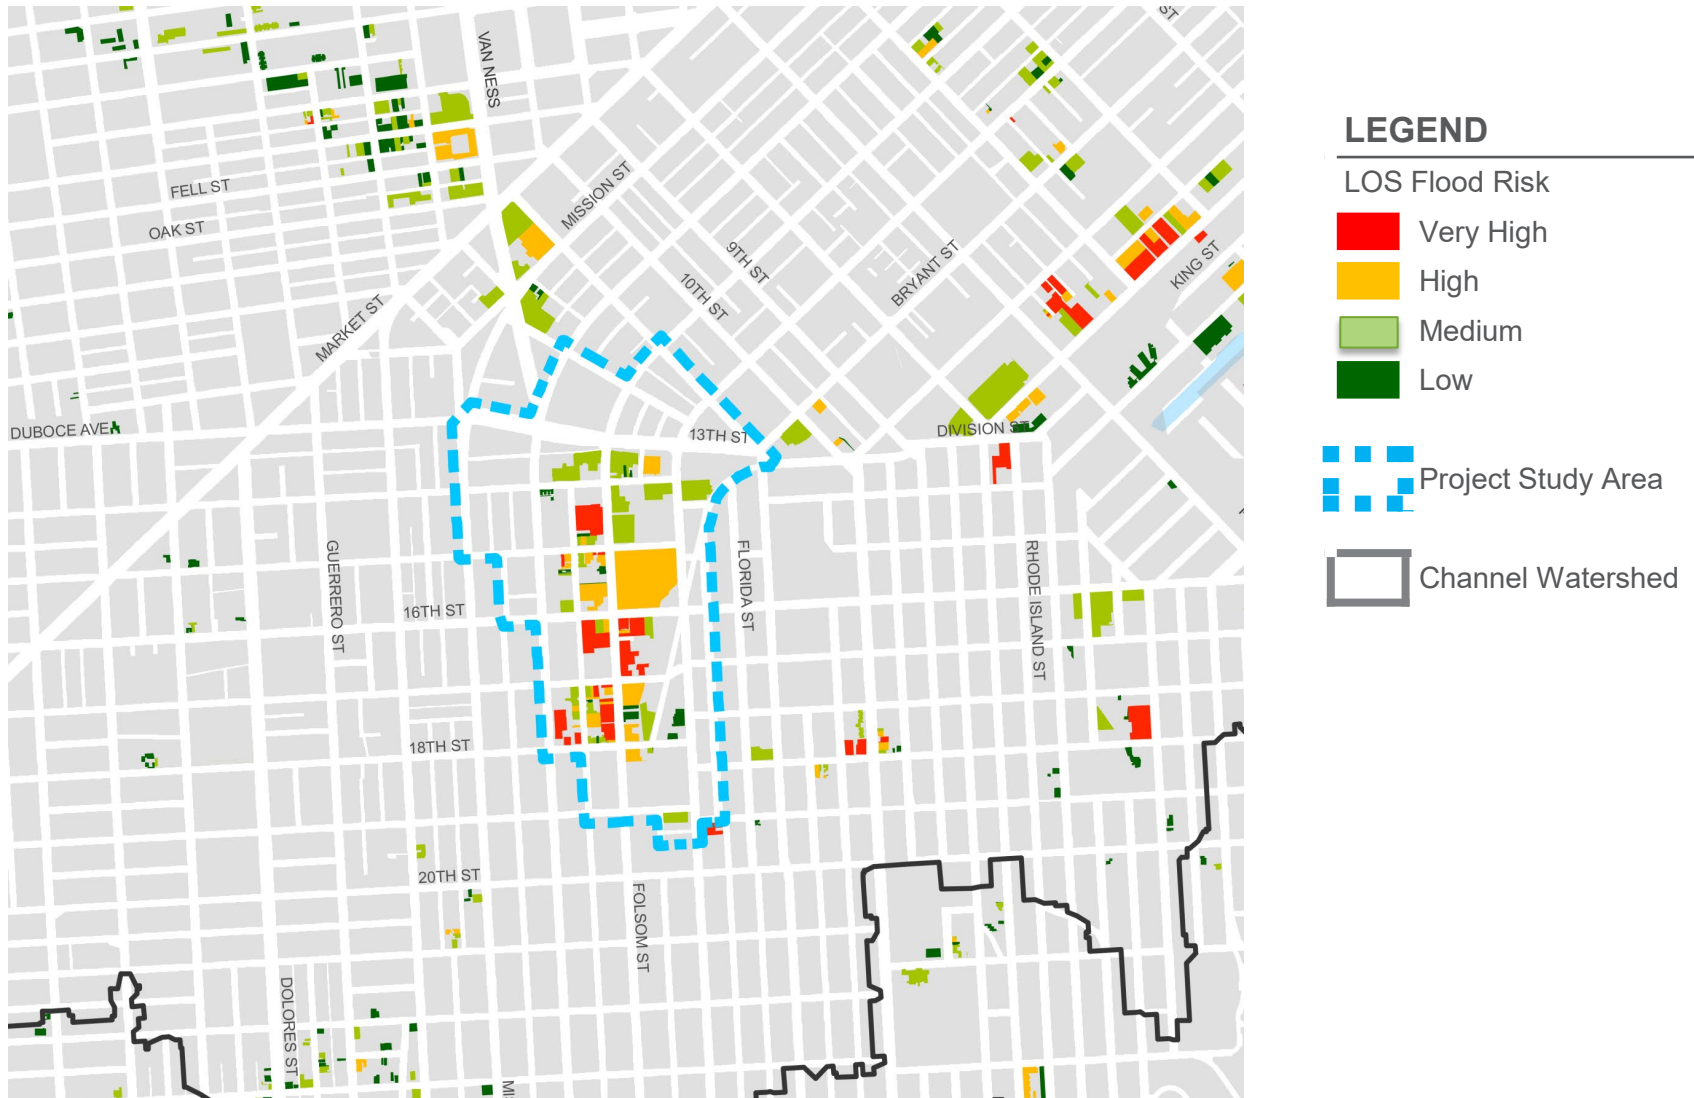 ST
VAN NESS
LEGEND
LOS Flood Risk
Very High
High
Medium
Low
Project Study Area
Channel Watershed
FELL ST
OAK ST
MISSION ST
9TH ST
10TH ST
BRYANT ST
KING ST
MARKET ST
DUBOCE AVE
13TH ST
DIVISION ST
GUERRERO ST
FLORIDA ST
RHODE ISLAND ST
16TH ST
18TH ST
20TH ST
FOLSOM ST
DOLORES ST
MIS